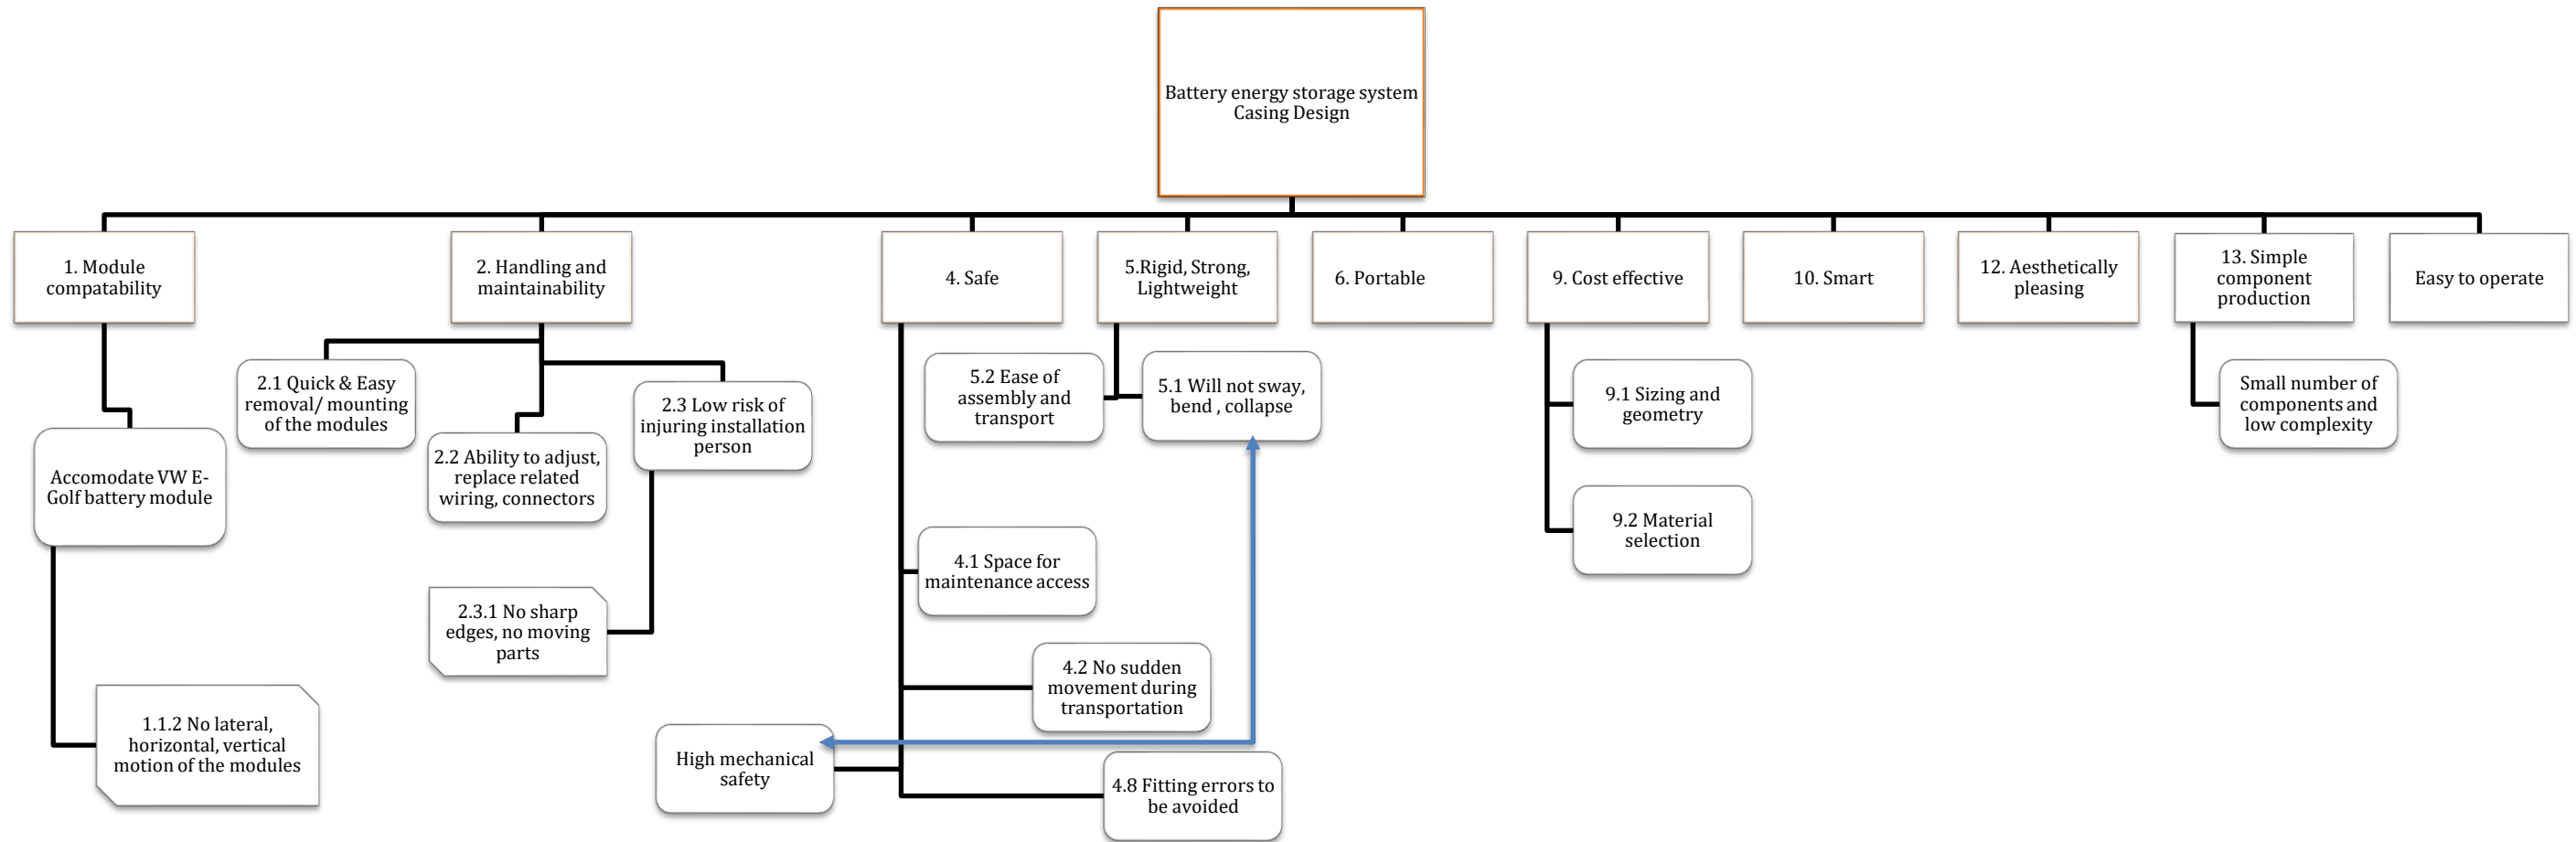 Battery energy storage system
Casing Design
1. Module
compatability
2. Handling and
maintainability
4. Safe
5.Rigid, Strong,
Lightweight
6. Portable
9. Cost effective
10. Smart
12. Aesthetically
pleasing
13. Simple
component
production
Easy to operate
Accomodate VW E-
Golf battery module
1.1.2 No lateral,
horizontal, vertical
motion of the modules
2.1 Quick & Easy
removal/ mounting
of the modules
2.2 Ability to adjust,
replace related
wiring, connectors
2.3 Low risk of
injuring installation
person
2.3.1 No sharp
edges, no moving
parts
4.1 Space for
maintenance access
4.2 No sudden
movement during
transportation
High mechanical
safety
4.8 Fitting errors to
be avoided
5.2 Ease of
assembly and
transport
5.1 Will not sway,
bend , collapse
9.1 Sizing and
geometry
9.2 Material
selection
Small number of
components and
low complexity